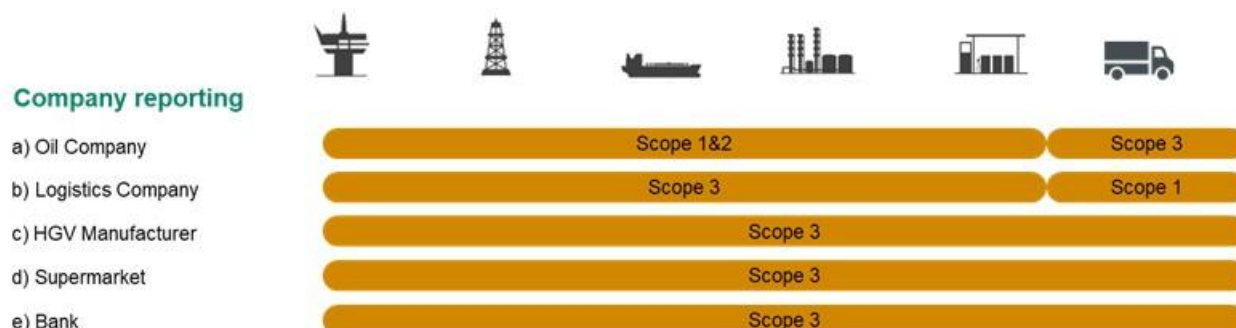 Company reporting
a) Oil Company Scope 1&2 Scope 3
b) Logistics Company Scope 3 Scope 1
c) HGV Manufacturer Scope 3
d) Supermarket Scope 3
e) Bank Scope 3